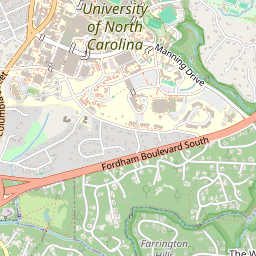 University
of North
Carolina
Manning Drive
Columbia Street
Fordham Boulevard South
Farrington
Hills
The W